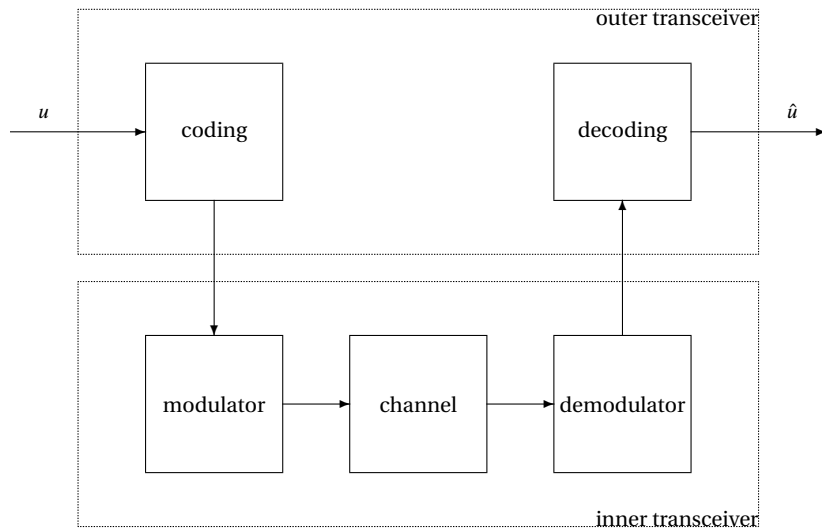 outer transceiver
u
coding
decoding
û
modulator
channel
demodulator
inner transceiver